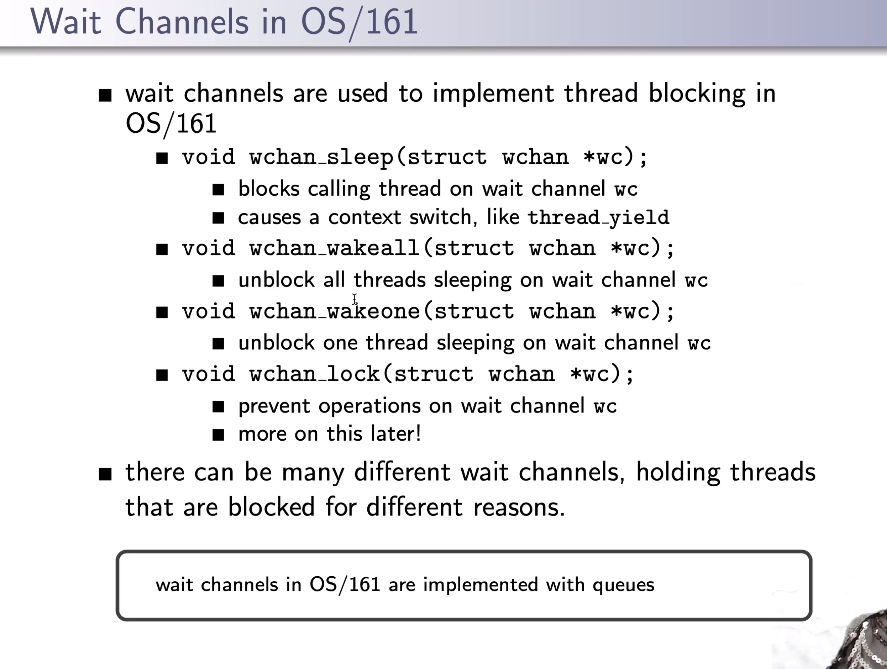 Wait Channels in OS/161
■ wait channels are used to implement thread blocking in
OS/161
■ void wchan_sleep(struct wchan *wc);
■ blocks calling thread on wait channel wc
■ causes a context switch, like thread_yield
■ void wchan_wakeall(struct wchan *wc);
■ unblock all threads sleeping on wait channel wc
■ void wchan_wakeone(struct wchan *wc);
■ unblock one thread sleeping on wait channel wc
■ void wchan_lock(struct wchan *wc);
■ prevent operations on wait channel wc
■ more on this later!
■ there can be many different wait channels, holding threads
that are blocked for different reasons.
wait channels in OS/161 are implemented with queues